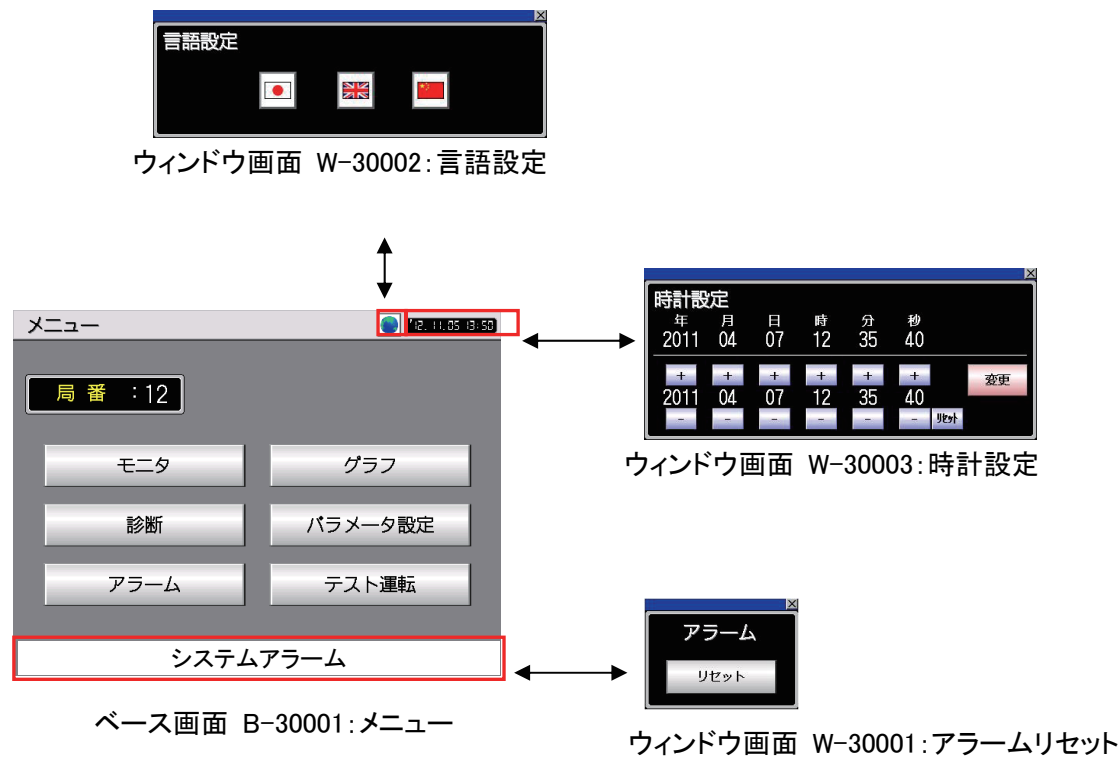 言語設定
ウィンドウ画面 W-30002:言語設定
メニュー
'12. 11.05 13:50
局 番 :12
モニタ
グラフ
診断
パラメータ設定
アラーム
テスト運転
システムアラーム
ベース画面 B-30001:メニュー
時計設定
年 月 日 時 分 秒
2011 04 07 12 35 40
+ + + + + +
変更
2011 04 07 12 35 40
- - - - - - リセット
ウィンドウ画面 W-30003:時計設定
アラーム
リセット
ウィンドウ画面 W-30001:アラームリセット